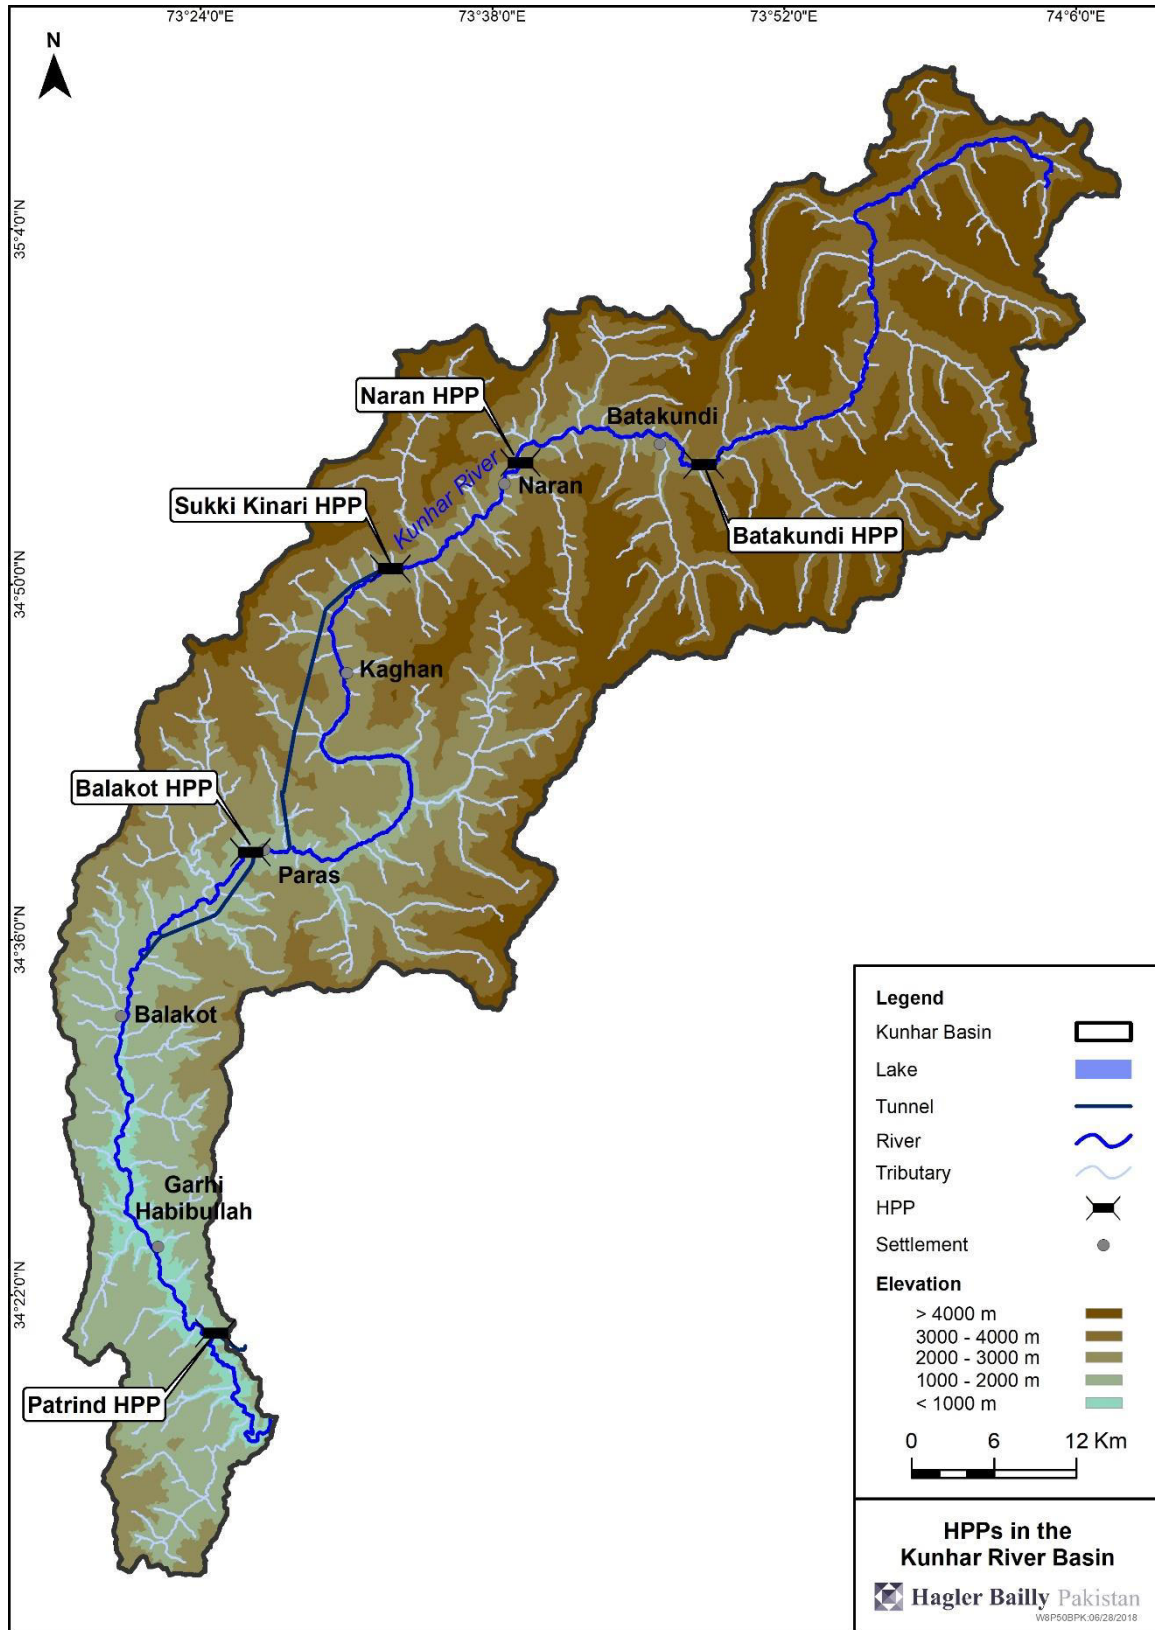 73°24'0"E
73°38'0"E
73°52'0"E
74°6'0"E
N
35°4'0"N
34°50'0"N
34°36'0"N
34°22'0"N
Naran HPP
Batakundi
Kunhar River
Naran
Sukki Kinari HPP
Batakundi HPP
Kaghan
Balakot HPP
Paras
Balakot
Garhi
Habibullah
Patrind HPP
Legend
Kunhar Basin
Lake
Tunnel
River
Tributary
HPP
Settlement
Elevation
> 4000 m
3000 - 4000 m
2000 - 3000 m
1000 - 2000 m
< 1000 m
0 6 12 Km
HPPs in the
Kunhar River Basin
Hagler Bailly Pakistan
W8P50BPK:06/28/2018